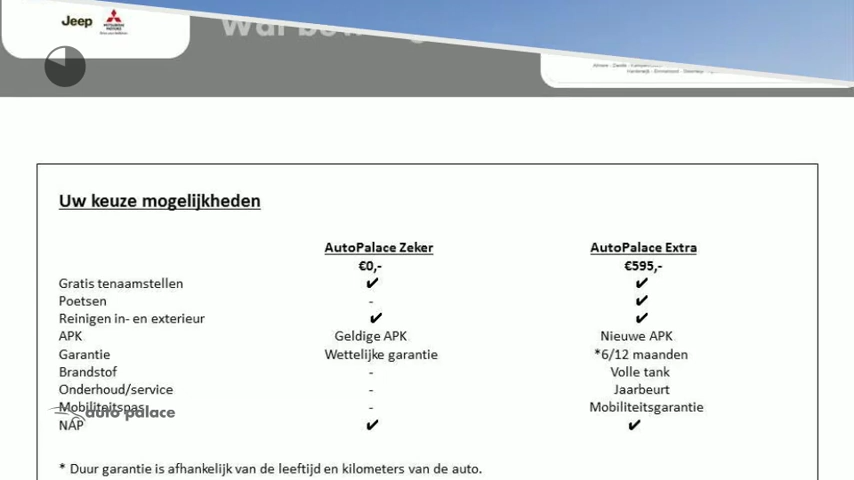 Jeep
MITSUBISHI MOTORS
Uw keuze mogelijkheden
AutoPalace Zeker AutoPalace Extra
€0,- €595,-
Gratis tenaamstellen ✔ ✔
Poetsen - ✔
Reinigen in- en exterieur ✔ ✔
APK Geldige APK Nieuwe APK
Garantie Wettelijke garantie *6/12 maanden
Brandstof - Volle tank
Onderhoud/service - Jaarbeurt
Mobiliteitspas - Mobiliteitsgarantie
auto palace
NAP ✔ ✔
* Duur garantie is afhankelijk van de leeftijd en kilometers van de auto.